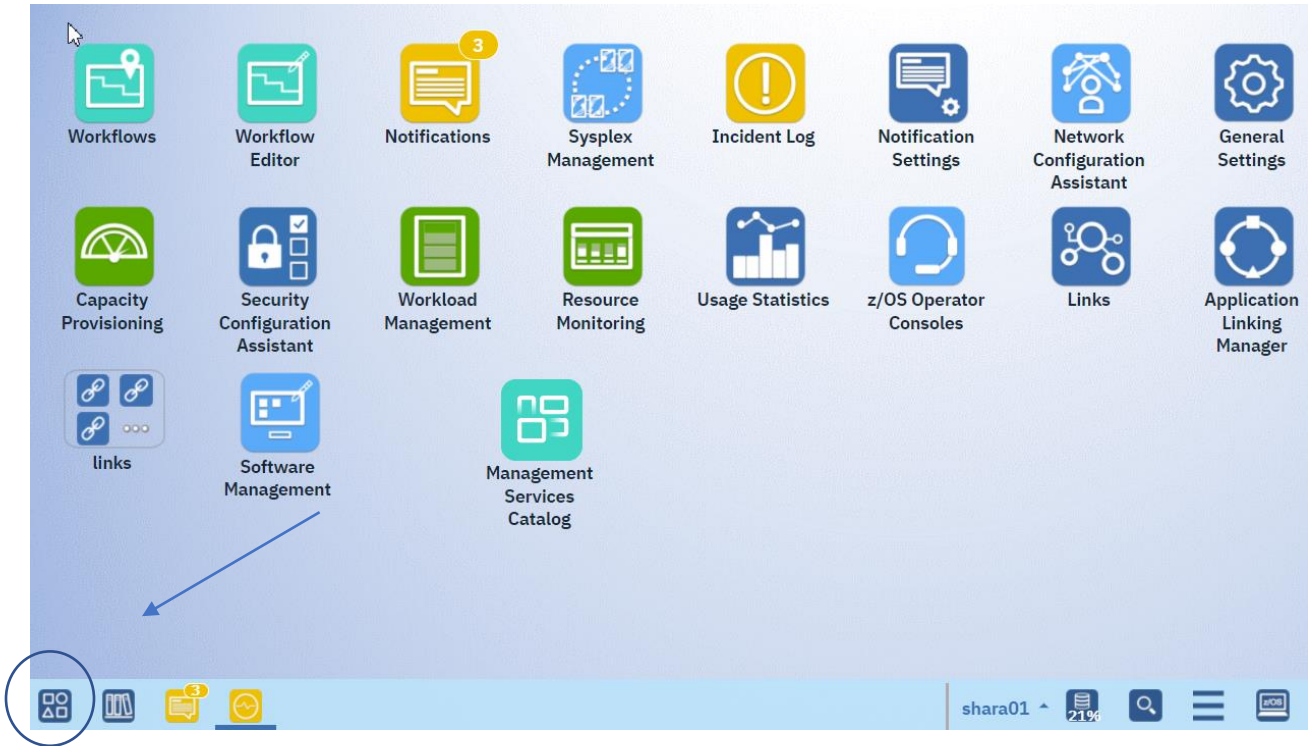 3
Workflows
Workflow
Editor
Notifications
Sysplex
Management
Incident Log
Notification
Settings
Network
Configuration
Assistant
General
Settings
Capacity
Provisioning
Security
Configuration
Assistant
Workload
Management
Resource
Monitoring
Usage Statistics
z/OS Operator
Consoles
Links
Application
Linking
Manager
links
Software
Management
Management
Services
Catalog
3
shara01
21%
z/OS